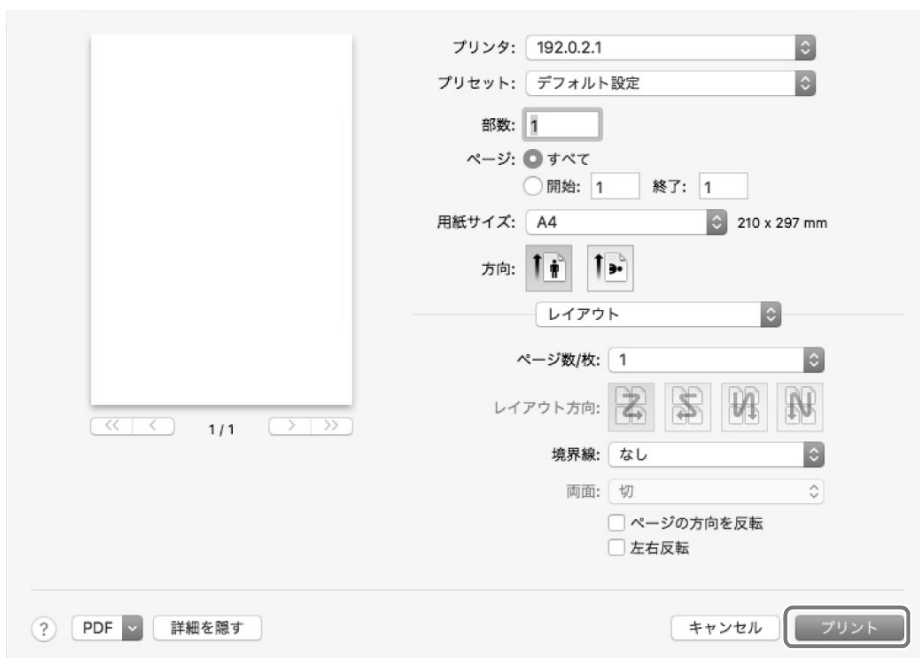 プリンタ: 192.0.2.1
プリセット: デフォルト設定
部数: 1
ページ: すべて
開始: 1 終了: 1
用紙サイズ: A4 210 x 297 mm
方向:
レイアウト
ページ数/枚: 1
レイアウト方向:
境界線: なし
両面: 切
ページの方向を反転
左右反転
<< < 1 / 1 > >>
? PDF 詳細を隠す キャンセル プリント